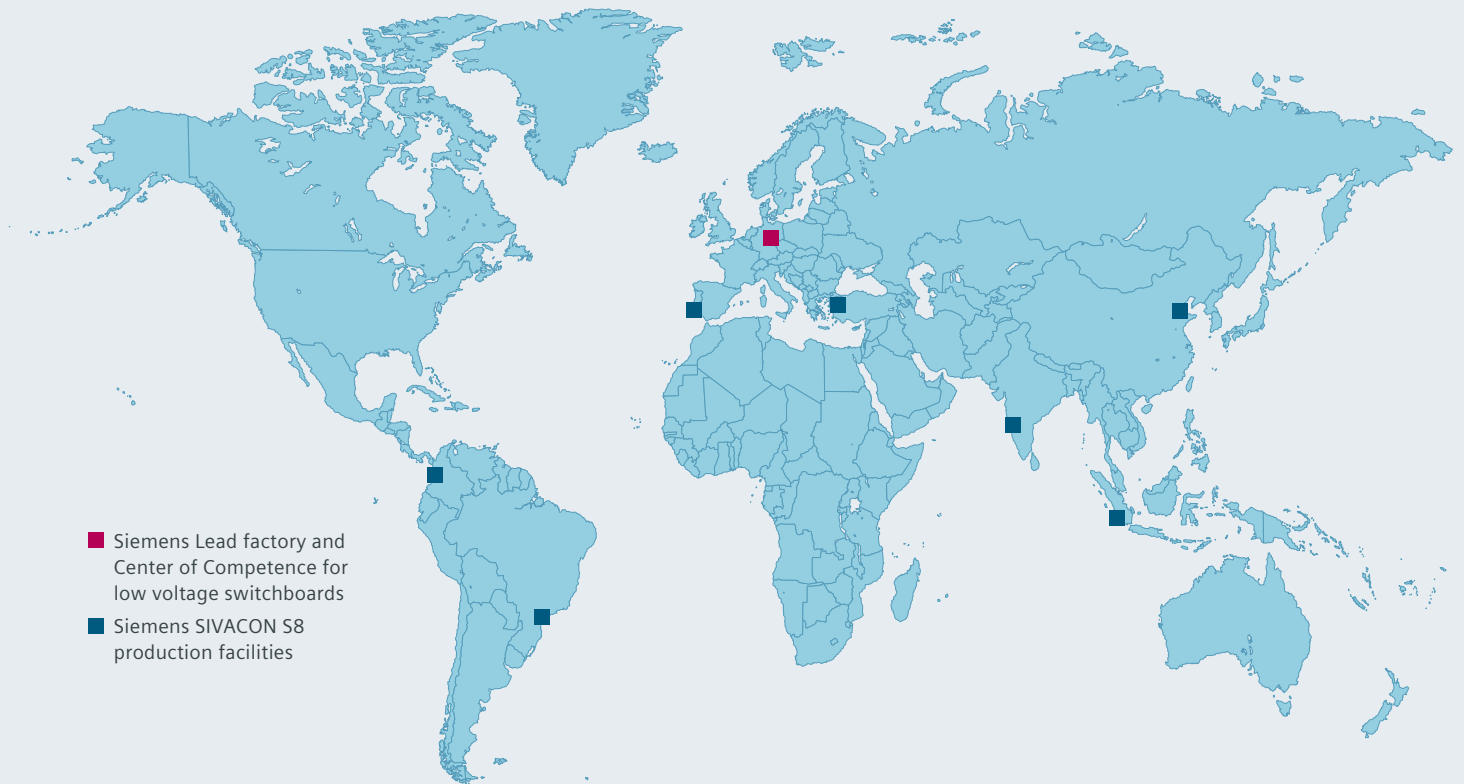 Siemens Lead factory and
Center of Competence for
low voltage switchboards
Siemens SIVACON S8
production facilities